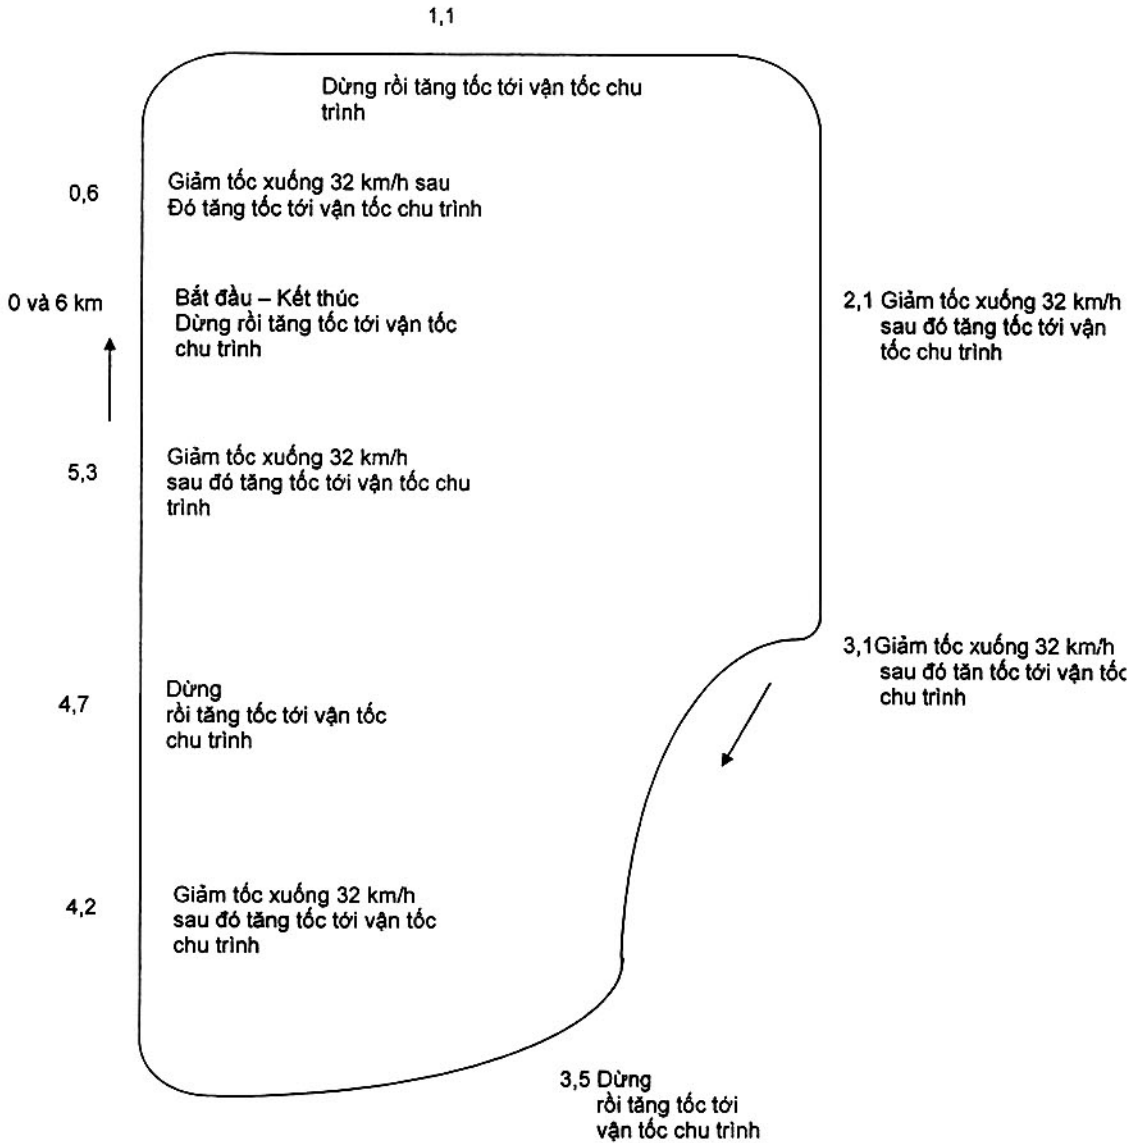 1,1
Dừng rồi tăng tốc tới vận tốc chu
trình
0,6
Giảm tốc xuống 32 km/h sau
Đó tăng tốc tới vận tốc chu trình
0 và 6 km
Bắt đầu – Kết thúc
Dừng rồi tăng tốc tới vận tốc
chu trình
2,1 Giảm tốc xuống 32 km/h
sau đó tăng tốc tới vận
tốc chu trình
5,3
Giảm tốc xuống 32 km/h
sau đó tăng tốc tới vận tốc chu
trình
3,1Giảm tốc xuống 32 km/h
sau đó tăn tốc tới vận tốc
chu trình
4,7
Dừng
rồi tăng tốc tới vận tốc
chu trình
4,2
Giảm tốc xuống 32 km/h
sau đó tăng tốc tới vận tốc
chu trình
3,5 Dừng
rồi tăng tốc tới
vận tốc chu trình